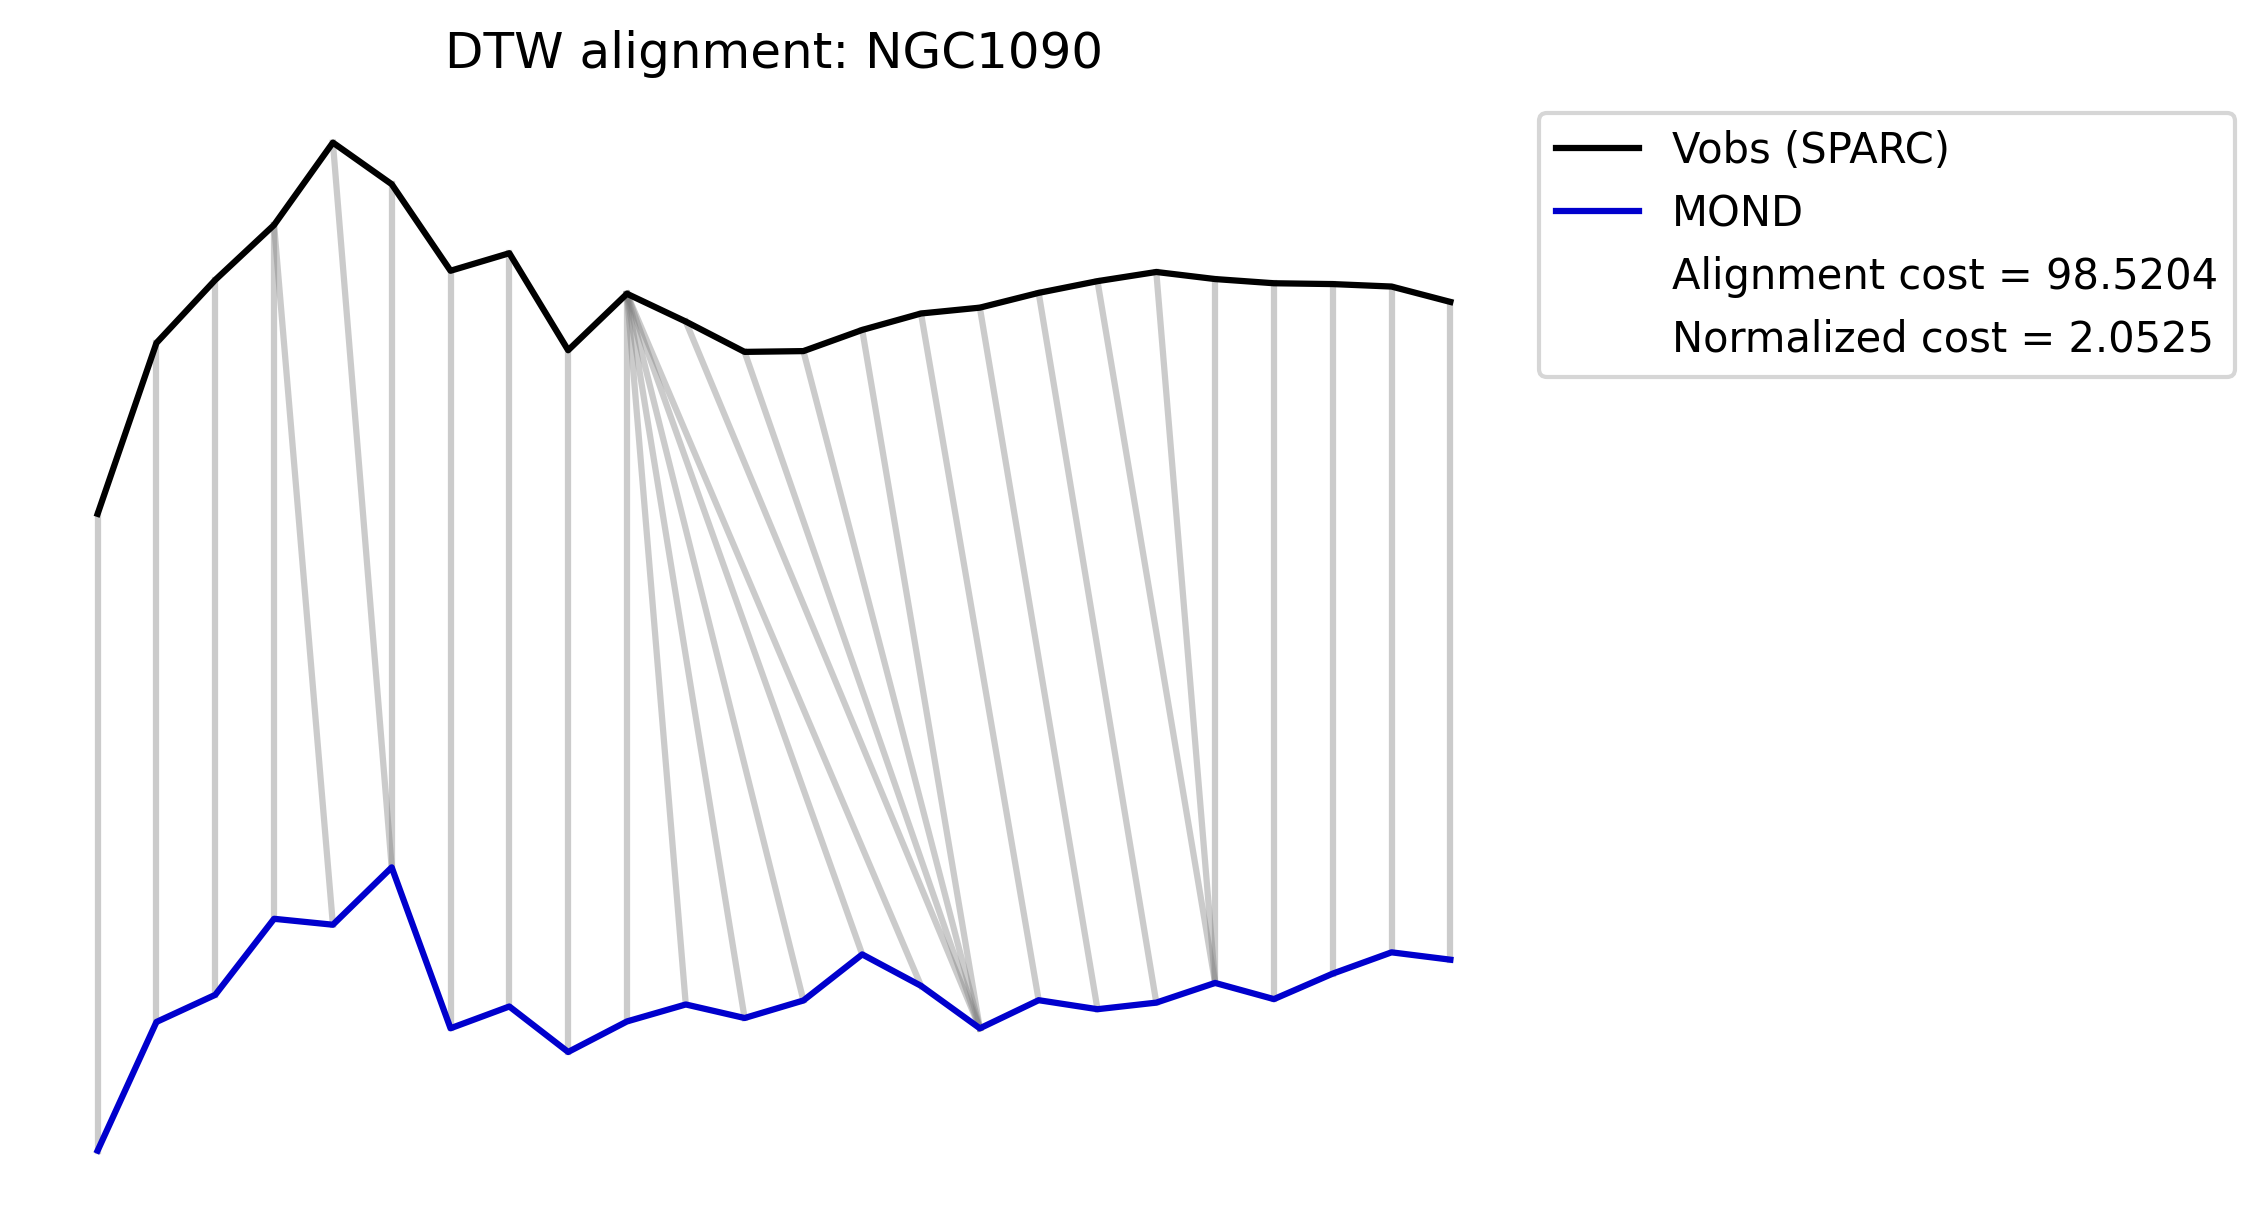 DTW alignment: NGC1090
Vobs (SPARC)
MOND
Alignment cost = 98.5204
Normalized cost = 2.0525